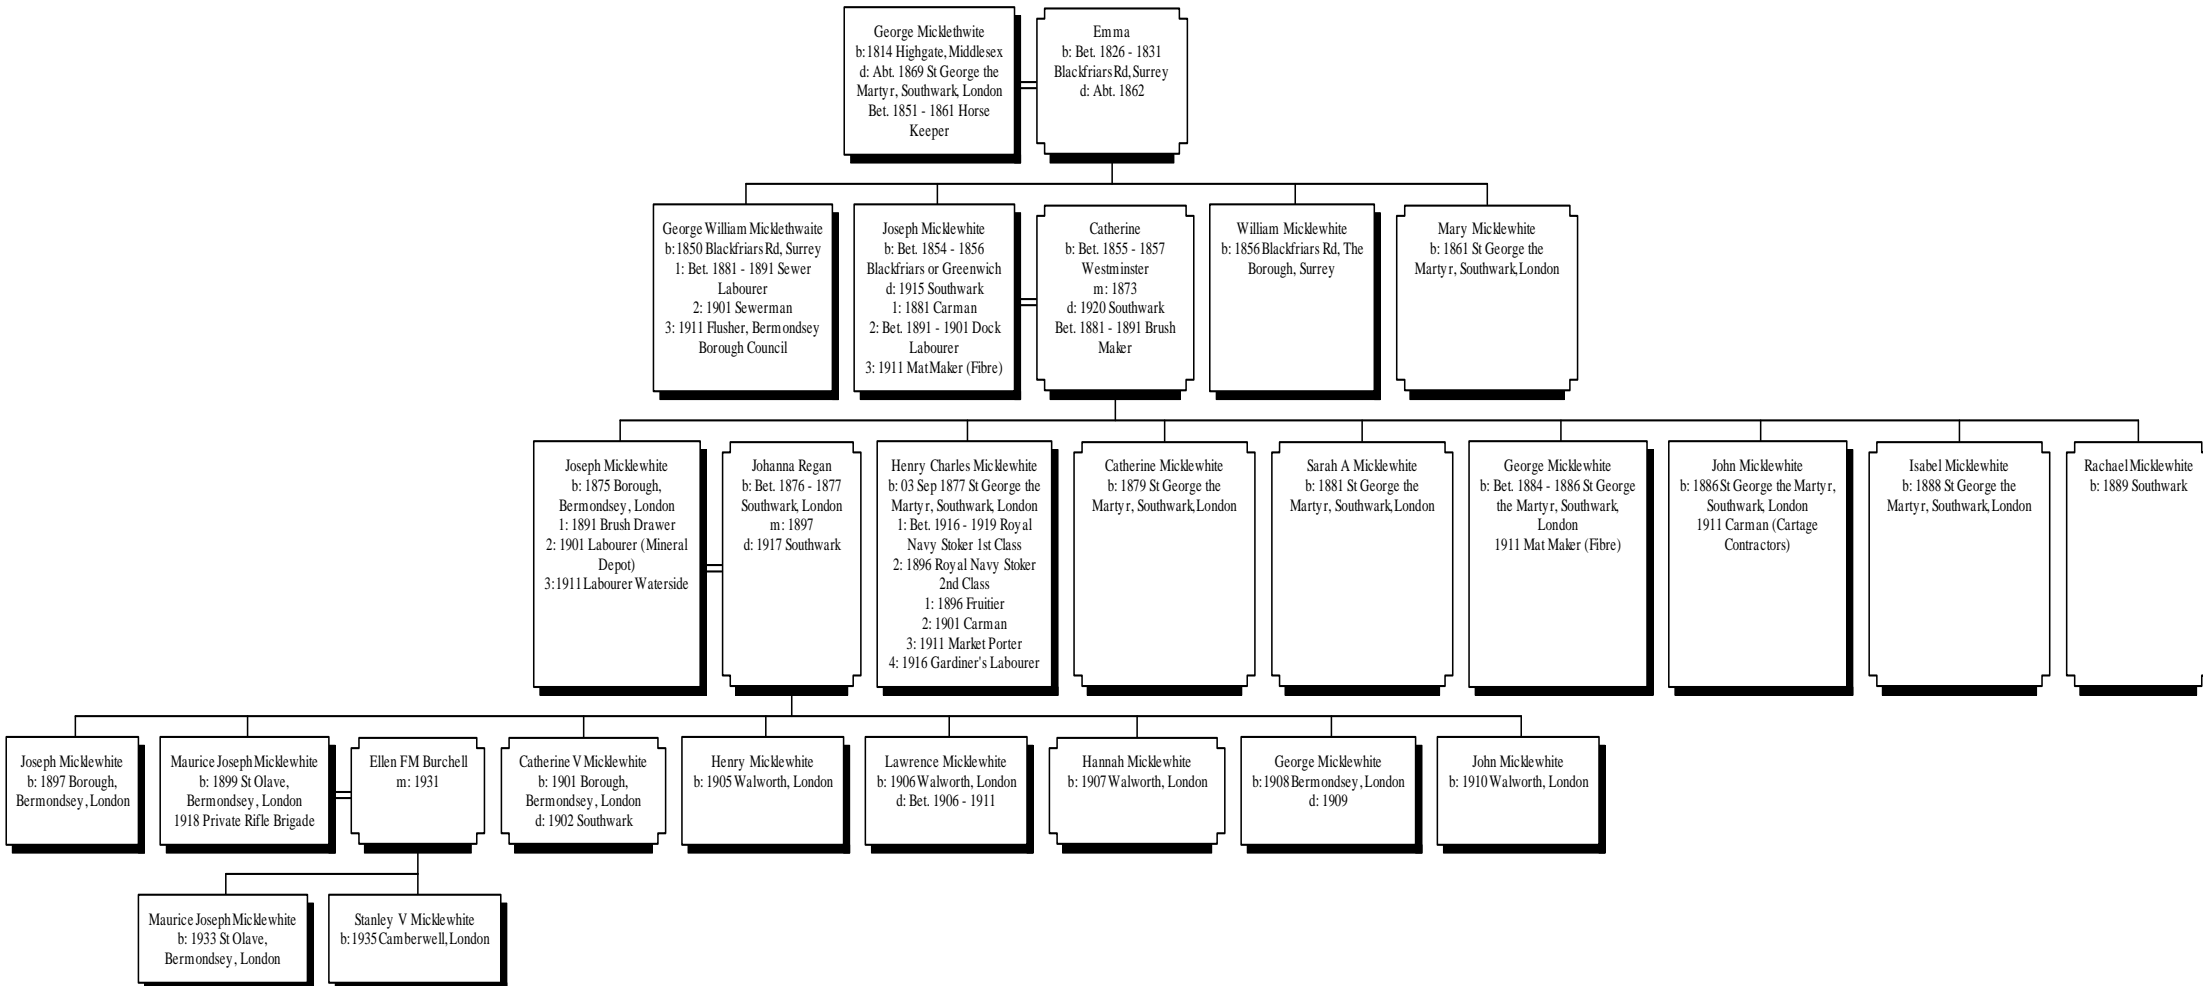 George Micklethwite
b: 1814 Highgate, Middlesex
d: Abt. 1869 St George the
Martyr, Southwark, London
Bet. 1851 - 1861 Horse
Keeper
Emma
b: Bet. 1826 - 1831
Blackfriars Rd, Surrey
d: Abt. 1862
George William Micklethwaite
b: 1850 Blackfriars Rd, Surrey
1: Bet. 1881 - 1891 Sewer
Labourer
2: 1901 Sewerman
3: 1911 Flusher, Bermondsey
Borough Council
Joseph Micklewhite
b: Bet. 1854 - 1856
Blackfriars or Greenwich
d: 1915 Southwark
1: 1881 Carman
2: Bet. 1891 - 1901 Dock
Labourer
3: 1911 Mat Maker (Fibre)
Catherine
b: Bet. 1855 - 1857
Westminster
m: 1873
d: 1920 Southwark
Bet. 1881 - 1891 Brush
Maker
William Micklewhite
b: 1856 Blackfriars Rd, The
Borough, Surrey
Mary Micklewhite
b: 1861 St George the
Martyr, Southwark, London
Joseph Micklewhite
b: 1875 Borough,
Bermondsey, London
1: 1891 Brush Drawer
2: 1901 Labourer (Mineral
Depot)
3: 1911 Labourer Waterside
Johanna Regan
b: Bet. 1876 - 1877
Southwark, London
m: 1897
d: 1917 Southwark
Henry Charles Micklewhite
b: 03 Sep 1877 St George the
Martyr, Southwark, London
1: Bet. 1916 - 1919 Royal
Navy Stoker 1st Class
2: 1896 Royal Navy Stoker
2nd Class
1: 1896 Fruitier
2: 1901 Carman
3: 1911 Market Porter
4: 1916 Gardiner's Labourer
Catherine Micklewhite
b: 1879 St George the
Martyr, Southwark, London
Sarah A Micklewhite
b: 1881 St George the
Martyr, Southwark, London
George Micklewhite
b: Bet. 1884 - 1886 St George
the Martyr, Southwark,
London
1911 Mat Maker (Fibre)
John Micklewhite
b: 1886 St George the Martyr,
Southwark, London
1911 Carman (Cartage
Contractors)
Isabel Micklewhite
b: 1888 St George the
Martyr, Southwark, London
Rachael Micklewhite
b: 1889 Southwark
Joseph Micklewhite
b: 1897 Borough,
Bermondsey, London
Maurice Joseph Micklewhite
b: 1899 St Olave,
Bermondsey, London
1918 Private Rifle Brigade
Ellen FM Burchell
m: 1931
Catherine V Micklewhite
b: 1901 Borough,
Bermondsey, London
d: 1902 Southwark
Henry Micklewhite
b: 1905 Walworth, London
Lawrence Micklewhite
b: 1906 Walworth, London
d: Bet. 1906 - 1911
Hannah Micklewhite
b: 1907 Walworth, London
George Micklewhite
b: 1908 Bermondsey, London
d: 1909
John Micklewhite
b: 1910 Walworth, London
Maurice Joseph Micklewhite
b: 1933 St Olave,
Bermondsey, London
Stanley V Micklewhite
b: 1935 Camberwell, London